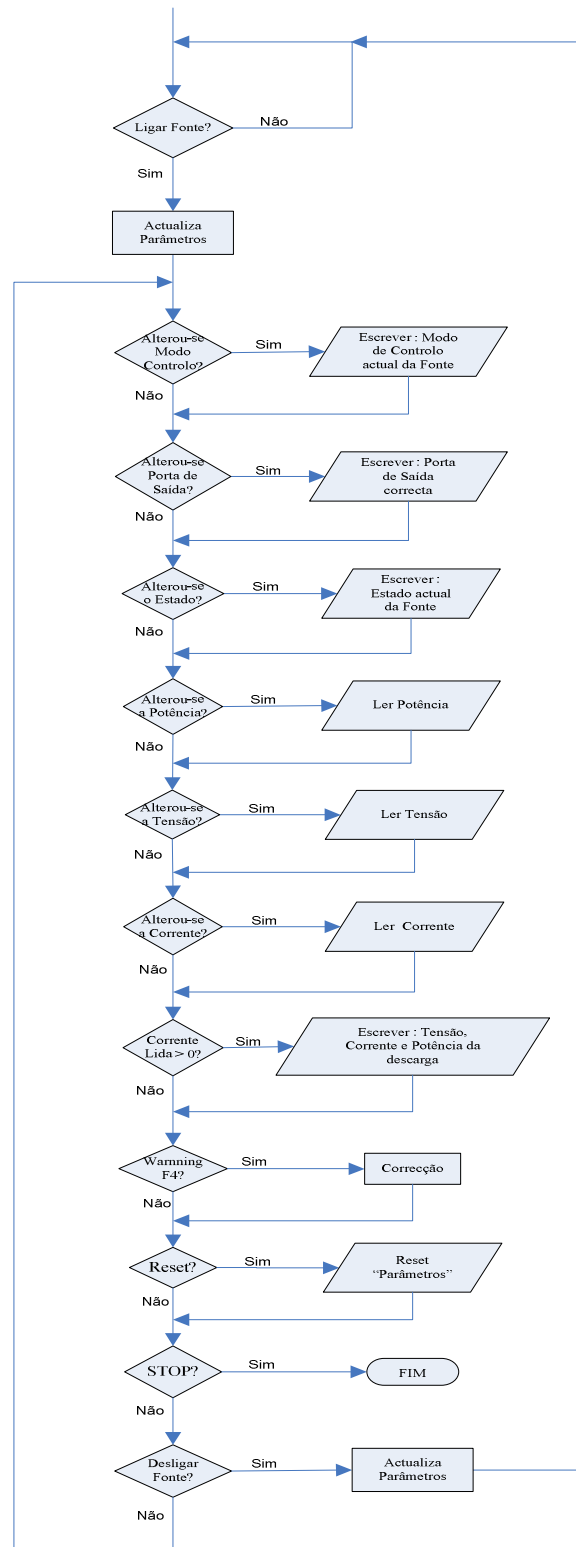 Ligar Fonte?
Não
Sim
Actualiza
Parâmetros
Alterou-se
Modo
Controlo?
Sim
Escrever : Modo
de Controlo
actual da Fonte
Não
Alterou-se
Porta de
Saída?
Sim
Escrever : Porta
de Saída
correcta
Não
Alterou-se
o Estado?
Sim
Escrever :
Estado actual
da Fonte
Não
Alterou-se
a Potência?
Sim
Ler Potência
Não
Alterou-se
a Tensão?
Sim
Ler Tensão
Não
Alterou-se
a Corrente?
Sim
Ler Corrente
Não
Corrente
Lida > 0?
Sim
Escrever : Tensão,
Corrente e Potência da
descarga
Não
Warnning
F4?
Sim
Correcção
Não
Reset?
Sim
Reset
“Parâmetros”
Não
STOP?
Sim
FIM
Não
Desligar
Fonte?
Sim
Actualiza
Parâmetros
Não